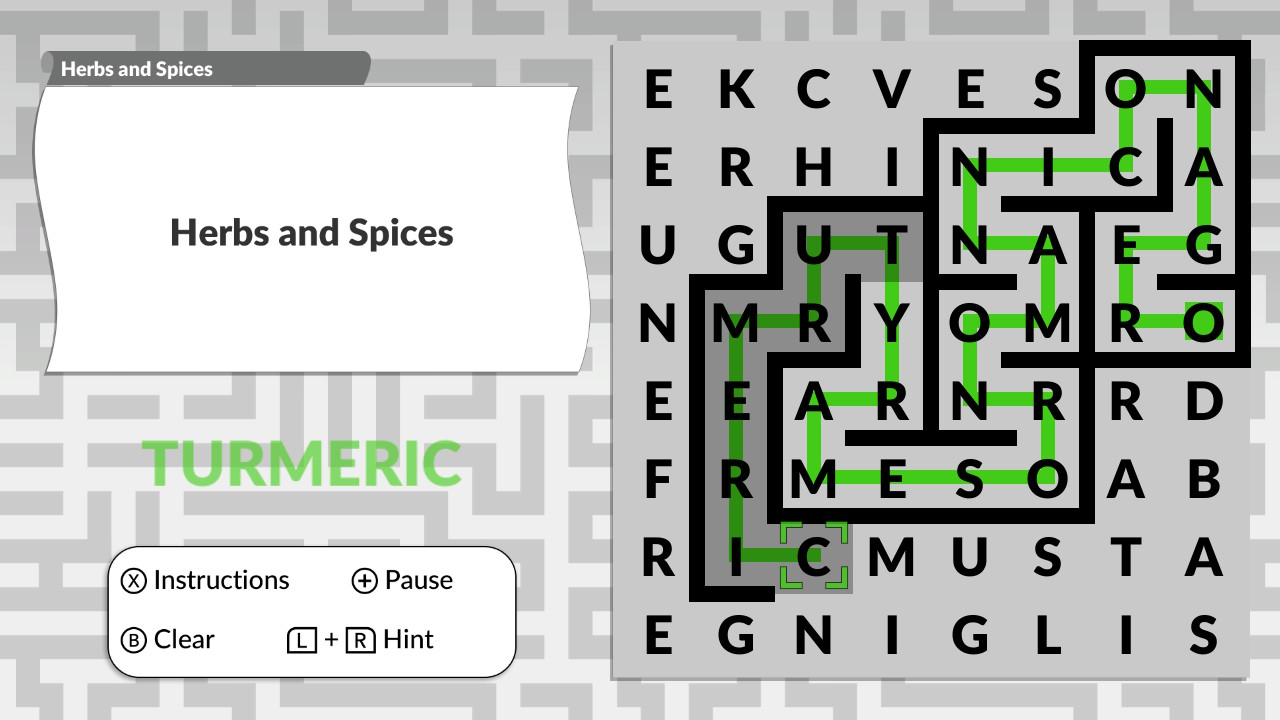 Herbs and Spices
Herbs and Spices
TURMERIC
X Instructions
+ Pause
B Clear
L + R Hint
E K C V E S O N
E R H I N I C A
U G U T N A E G
N M R Y O M R O
E E A R N R R D
F R M E S O A B
R I C M U S T A
E G N I G L I S